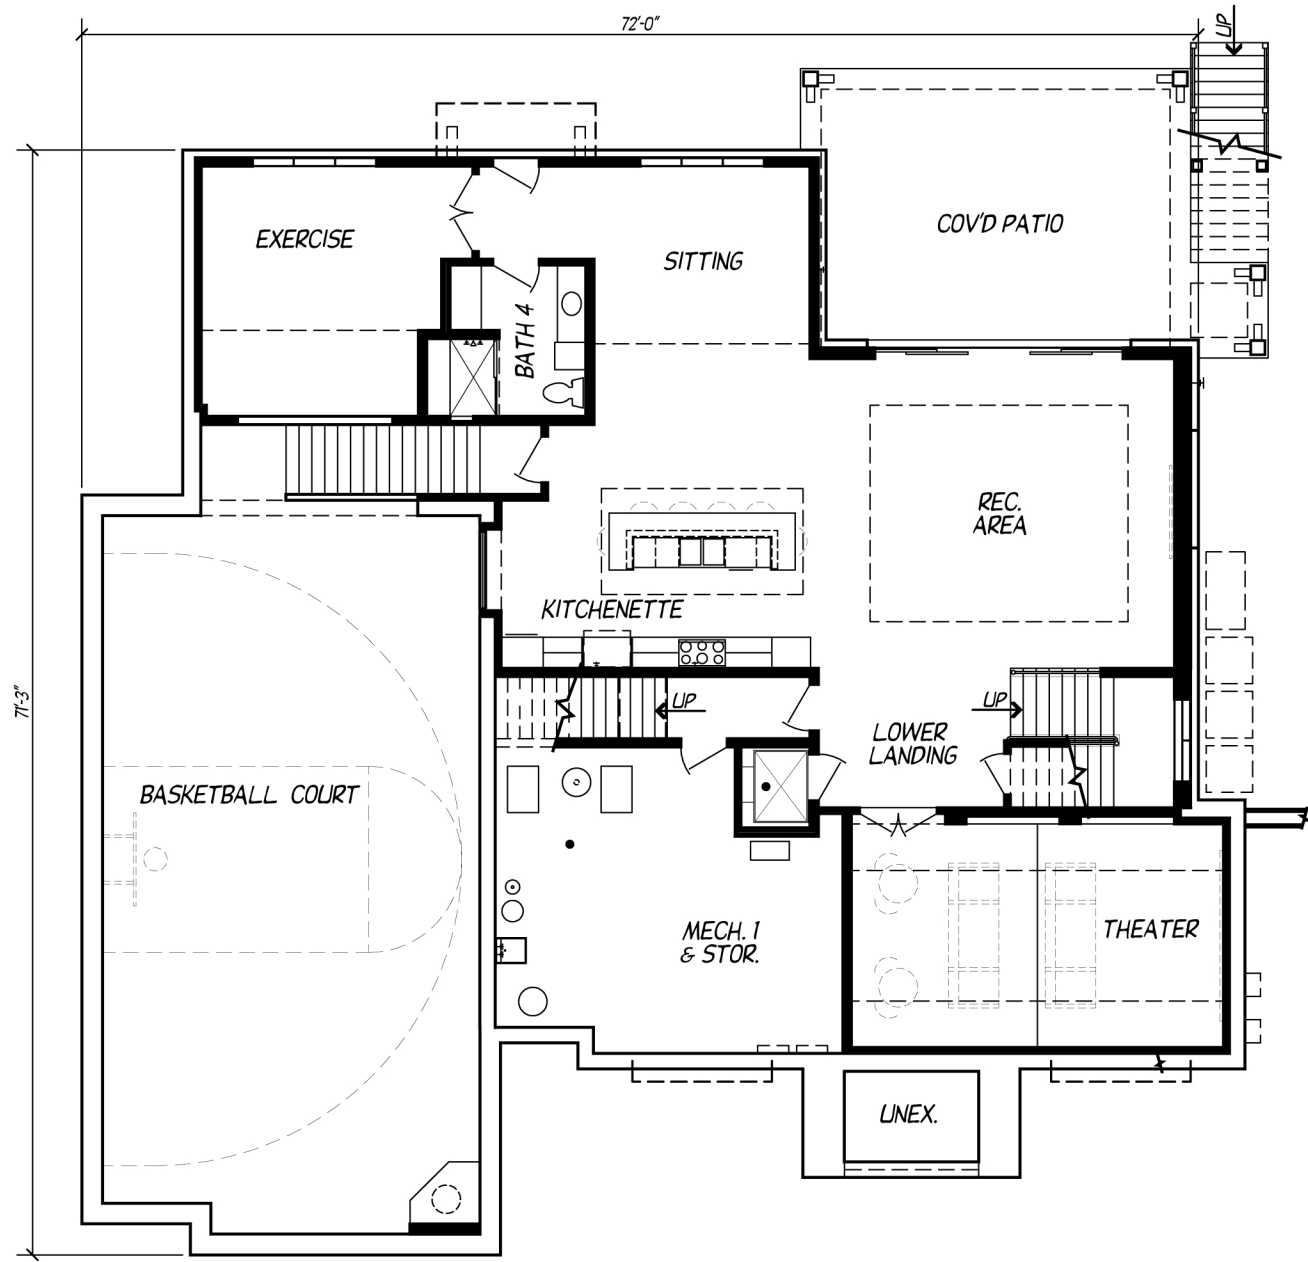 72'-0"
UP
COV'D PATIO
EXERCISE
SITTING
BATH 4
REC.
AREA
KITCHENETTE
71'-3"
UP
UP
LOWER
LANDING
BASKETBALL COURT
MECH. 1
& STOR.
THEATER
UNEX.